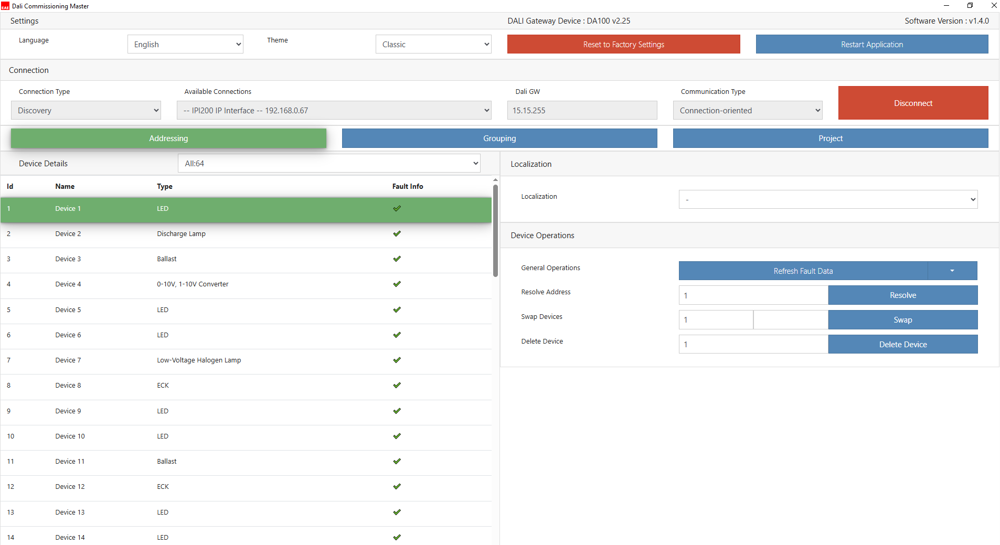 EAE Dali Commissioning Master
Settings DALI Gateway Device : DA100 v2.25 Software Version : v1.4.0
Language English Theme Classic Reset to Factory Settings Restart Application
Connection
Connection Type Available Connections Dali GW Communication Type
Discovery -- IPI200 IP Interface -- 192.168.0.67 15.15.255 Connection-oriented Disconnect
Addressing Grouping Project
Device Details All:64
Id Name Type Fault Info
1 Device 1 LED
2 Device 2 Discharge Lamp
3 Device 3 Ballast
4 Device 4 0-10V, 1-10V Converter
5 Device 5 LED
6 Device 6 LED
7 Device 7 Low-Voltage Halogen Lamp
8 Device 8 ECK
9 Device 9 LED
10 Device 10 LED
11 Device 11 Ballast
12 Device 12 ECK
13 Device 13 LED
14 Device 14 LED
Localization
Localization -
Device Operations
General Operations Refresh Fault Data
Resolve Address 1 Resolve
Swap Devices 1 Swap
Delete Device 1 Delete Device